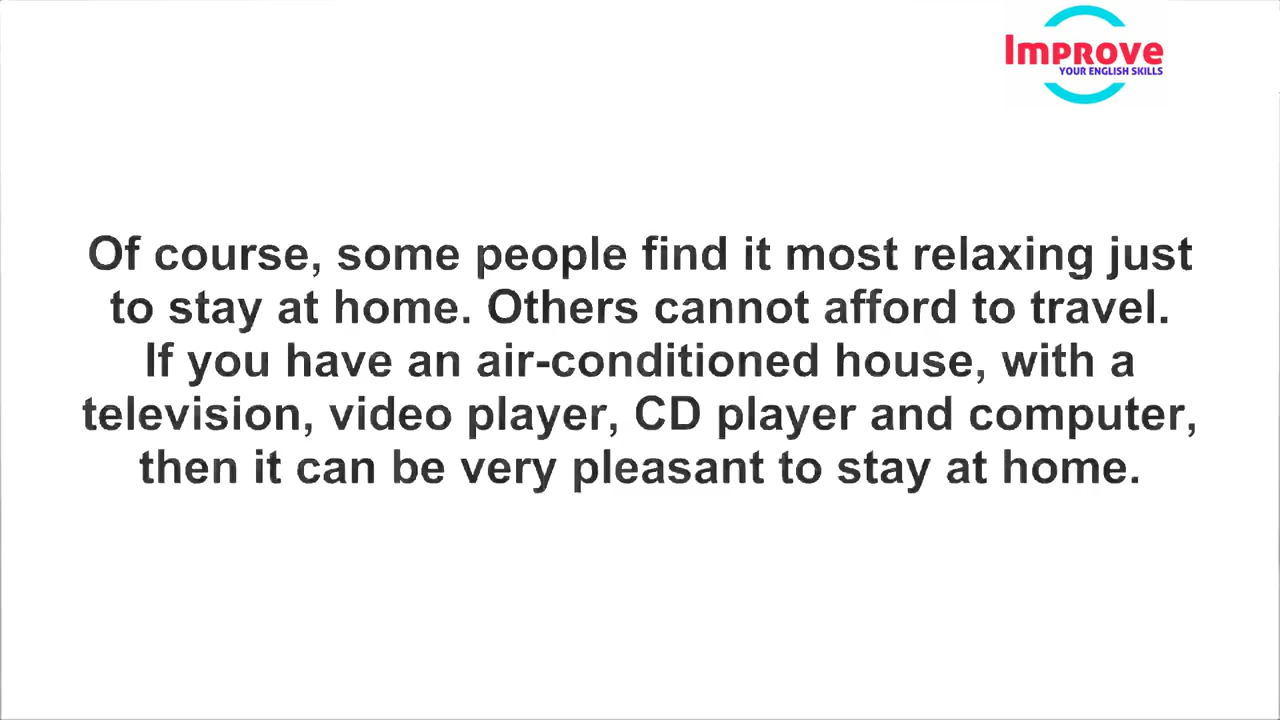 Improve
YOUR ENGLISH SKILLS
Of course, some people find it most relaxing just
to stay at home. Others cannot afford to travel.
If you have an air-conditioned house, with a
television, video player, CD player and computer,
then it can be very pleasant to stay at home.